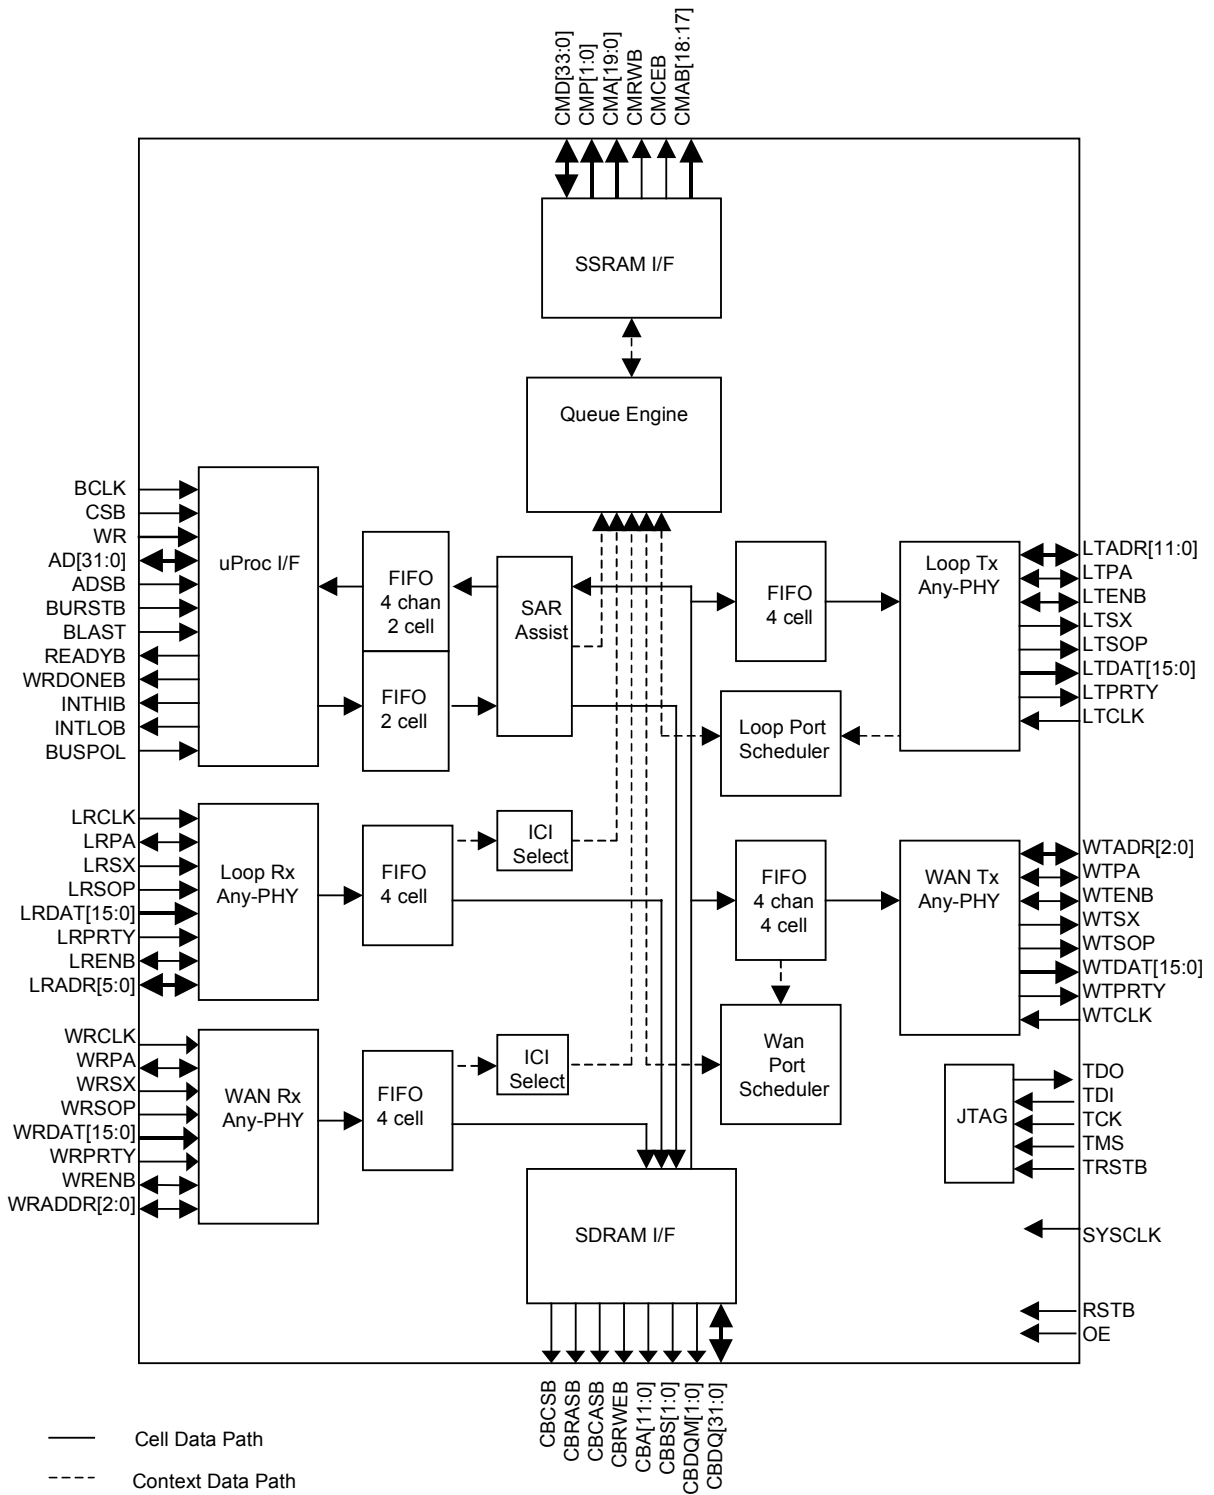 CMD[33:0]
CMP[1:0]
CMA[19:0]
CMRWB
CMCEB
CMAB[18:17]
SSRAM I/F
Queue Engine
BCLK
CSB
WR
AD[31:0]
ADSB
BURSTB
BLAST
READYB
WRDONEB
INTHIB
INTLOB
BUSPOL
uProc I/F
FIFO
4 chan
2 cell
FIFO
2 cell
SAR
Assist
FIFO
4 cell
Loop Tx
Any-PHY
LTADR[11:0]
LTPA
LTENB
LTSX
LTSOP
LTDAT[15:0]
LTPRTY
LTCLK
Loop Port
Scheduler
LRCLK
LRPA
LRSX
LRSOP
LRDAT[15:0]
LRPRTY
LRENB
LRADR[5:0]
Loop Rx
Any-PHY
FIFO
4 cell
ICI
Select
FIFO
4 chan
4 cell
WAN Tx
Any-PHY
WTADR[2:0]
WTPA
WTENB
WTSX
WTSOP
WTDAT[15:0]
WTPRTY
WTCLK
WRCLK
WRPA
WRSX
WRSOP
WRDAT[15:0]
WRPRTY
WRENB
WRADDR[2:0]
WAN Rx
Any-PHY
FIFO
4 cell
ICI
Select
Wan
Port
Scheduler
JTAG
TDO
TDI
TCK
TMS
TRSTB
SYSCLK
RSTB
OE
SDRAM I/F
CBCSB
CBRASB
CBCASB
CBRWEB
CBA[11:0]
CBBS[1:0]
CBDQM[1:0]
CBDQ[31:0]
Cell Data Path
Context Data Path